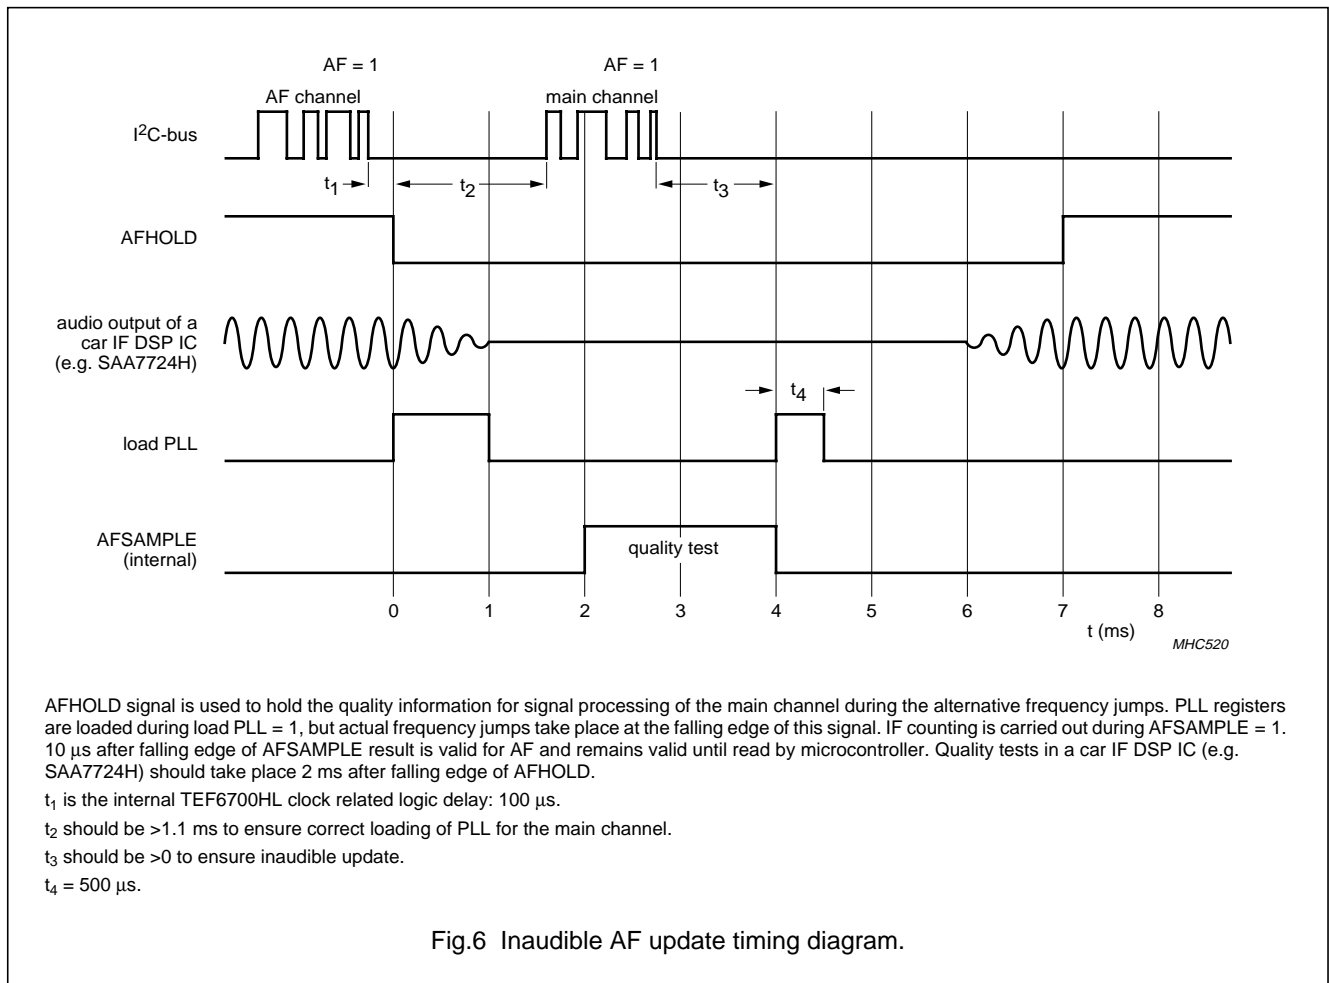 AF = 1
AF = 1
AF channel
main channel
I2C-bus
t1
t2
t3
AFHOLD
audio output of a
car IF DSP IC
(e.g. SAA7724H)
t4
load PLL
AFSAMPLE
(internal)
quality test
0 1 2 3 4 5 6 7 8
t (ms)
MHC520
AFHOLD signal is used to hold the quality information for signal processing of the main channel during the alternative frequency jumps. PLL registers
are loaded during load PLL = 1, but actual frequency jumps take place at the falling edge of this signal. IF counting is carried out during AFSAMPLE = 1.
10 μs after falling edge of AFSAMPLE result is valid for AF and remains valid until read by microcontroller. Quality tests in a car IF DSP IC (e.g.
SAA7724H) should take place 2 ms after falling edge of AFHOLD.
t1 is the internal TEF6700HL clock related logic delay: 100 μs.
t2 should be >1.1 ms to ensure correct loading of PLL for the main channel.
t3 should be >0 to ensure inaudible update.
t4 = 500 μs.
Fig.6 Inaudible AF update timing diagram.